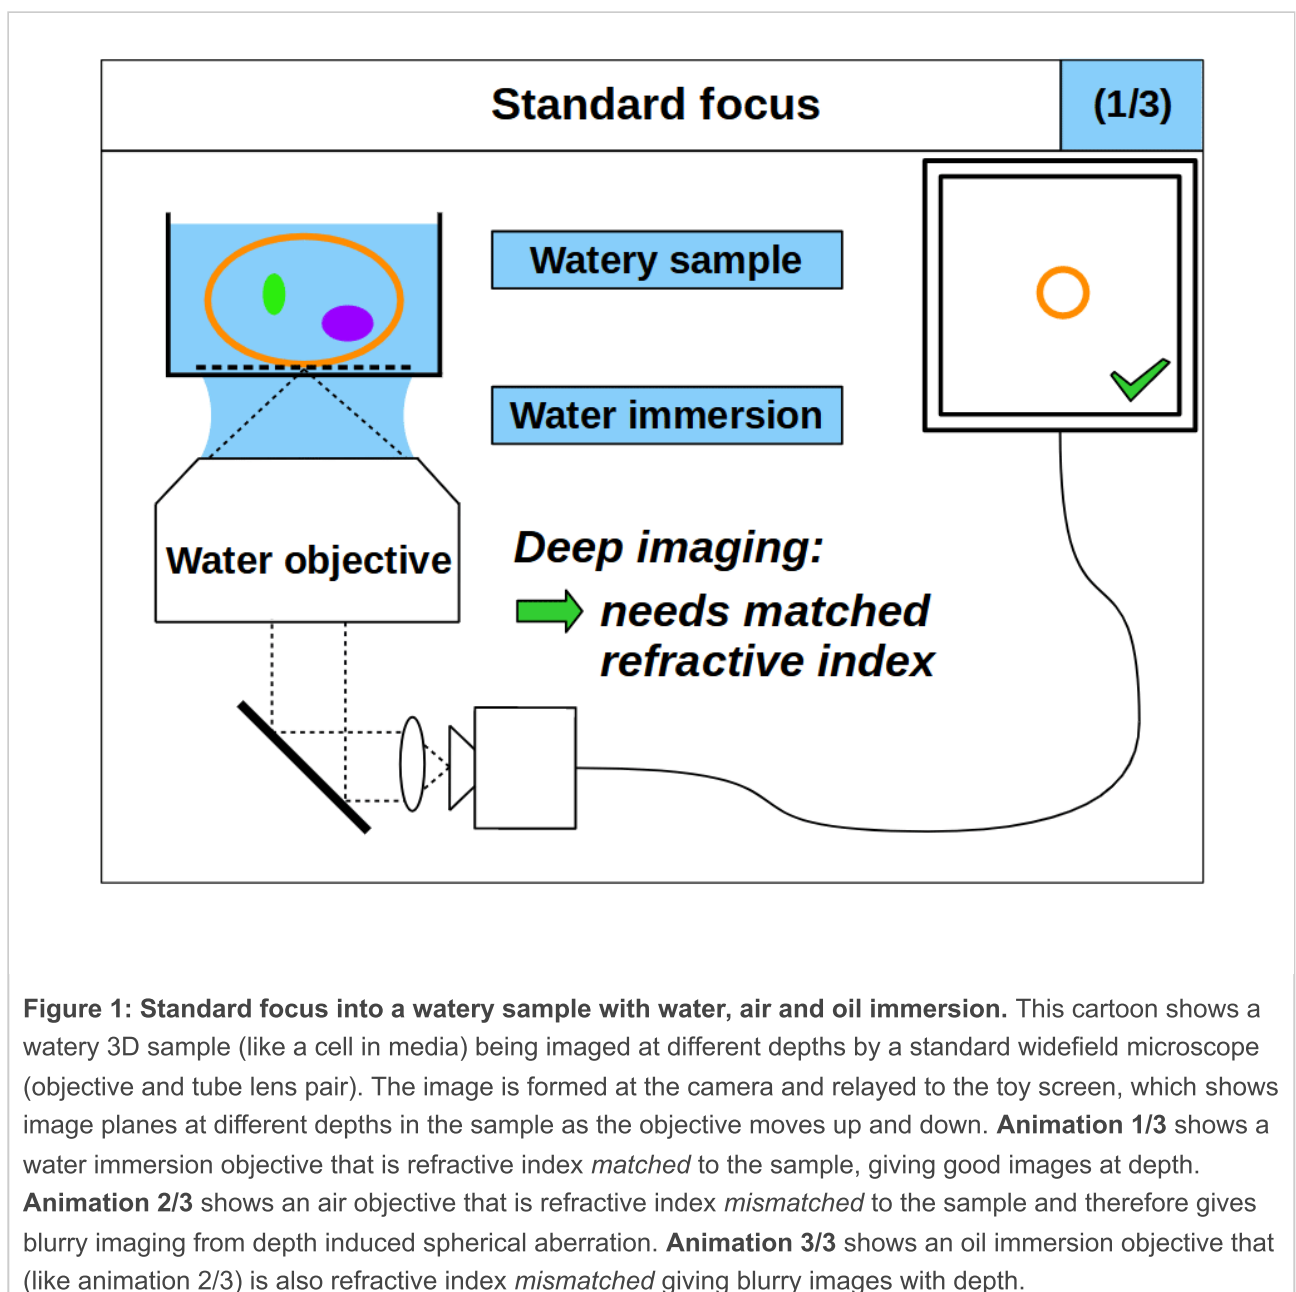 Standard focus
(1/3)
Watery sample
Water immersion
Water objective
Deep imaging:
needs matched
refractive index
Figure 1: Standard focus into a watery sample with water, air and oil immersion. This cartoon shows a
watery 3D sample (like a cell in media) being imaged at different depths by a standard widefield microscope
(objective and tube lens pair). The image is formed at the camera and relayed to the toy screen, which shows
image planes at different depths in the sample as the objective moves up and down. Animation 1/3 shows a
water immersion objective that is refractive index matched to the sample, giving good images at depth.
Animation 2/3 shows an air objective that is refractive index mismatched to the sample and therefore gives
blurry imaging from depth induced spherical aberration. Animation 3/3 shows an oil immersion objective that
(like animation 2/3) is also refractive index mismatched giving blurry images with depth.